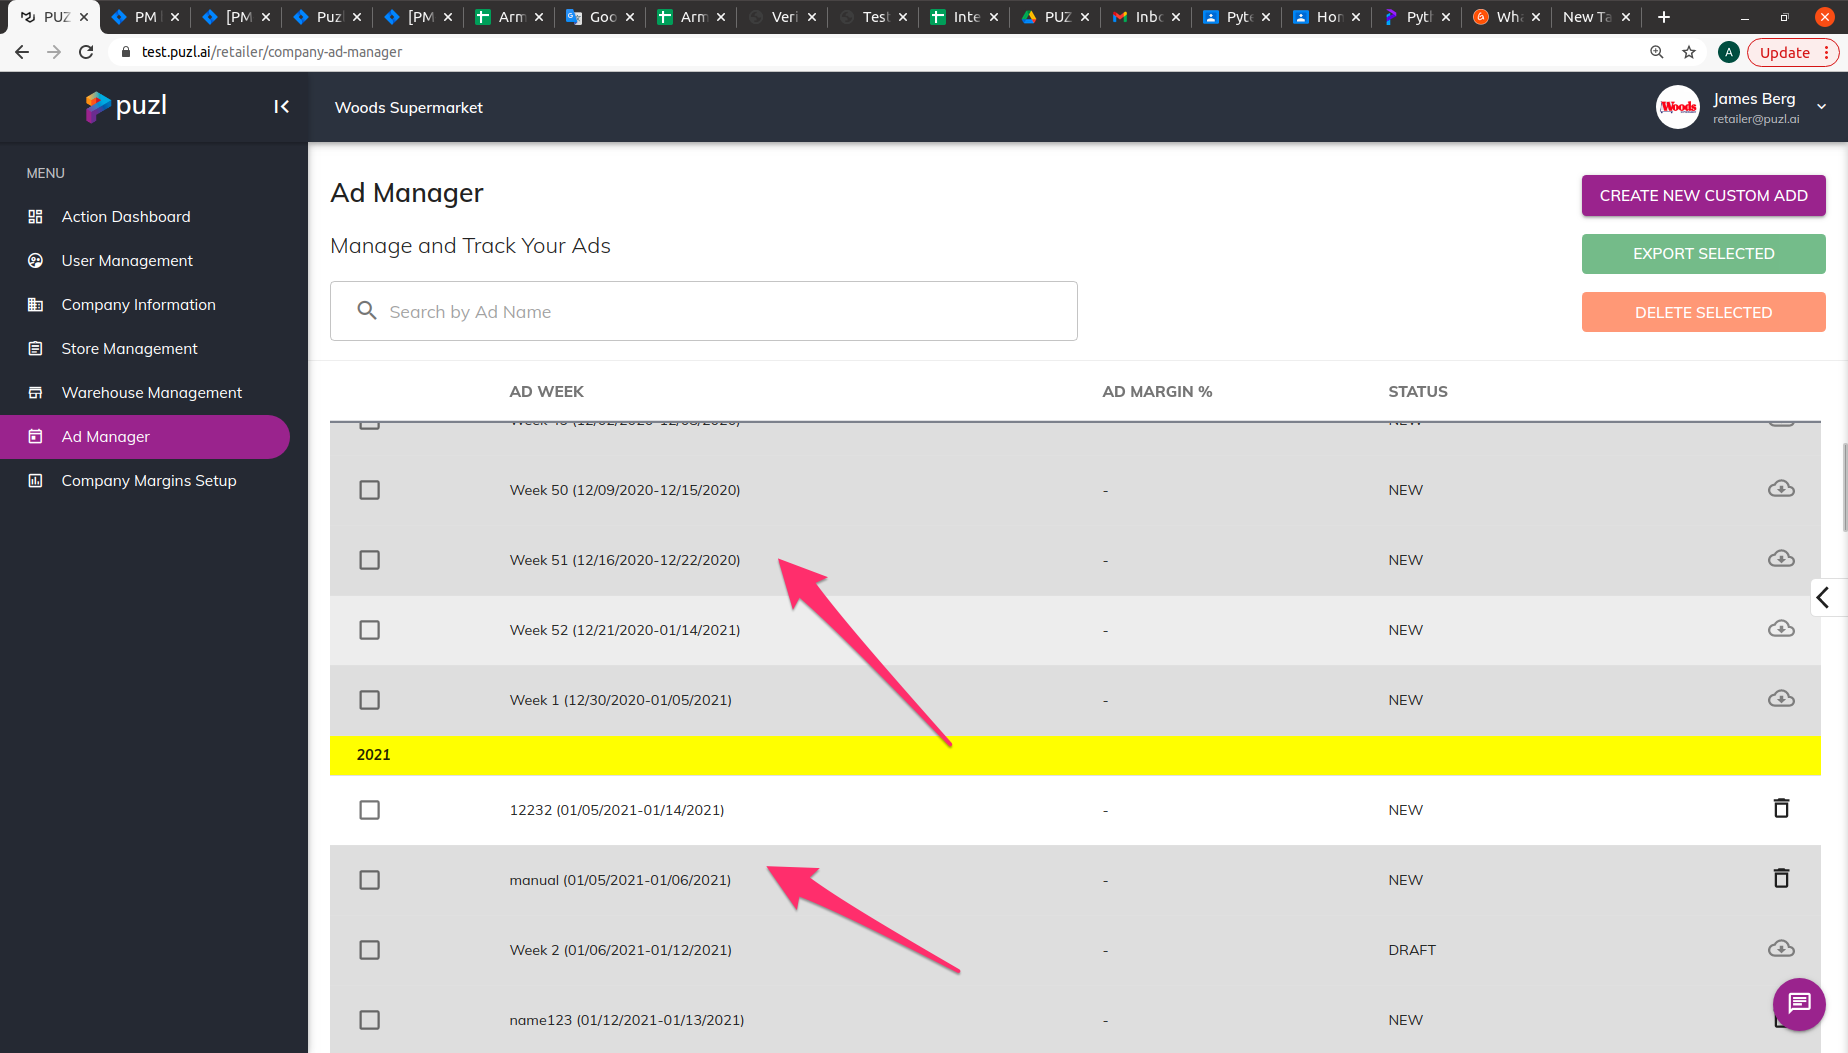 PUZ
PM
[PM
Puzl
[PM
Arm
Goo
Arm
Veri
Test
Inte
PUZ
Inbo
Pyte
Hor
Pyth
Wha
New Ta
test.puzl.ai/retailer/company-ad-manager
A
Update
puzl
Woods Supermarket
Woods
James Berg
retailer@puzl.ai
MENU
Action Dashboard
User Management
Company Information
Store Management
Warehouse Management
Ad Manager
Company Margins Setup
Ad Manager
Manage and Track Your Ads
Search by Ad Name
CREATE NEW CUSTOM ADD
EXPORT SELECTED
DELETE SELECTED
AD WEEK AD MARGIN % STATUS
Week 50 (12/09/2020-12/15/2020) - NEW
Week 51 (12/16/2020-12/22/2020) - NEW
Week 52 (12/21/2020-01/14/2021) - NEW
Week 1 (12/30/2020-01/05/2021) - NEW
2021
12232 (01/05/2021-01/14/2021) - NEW
manual (01/05/2021-01/06/2021) - NEW
Week 2 (01/06/2021-01/12/2021) - DRAFT
name123 (01/12/2021-01/13/2021) - NEW